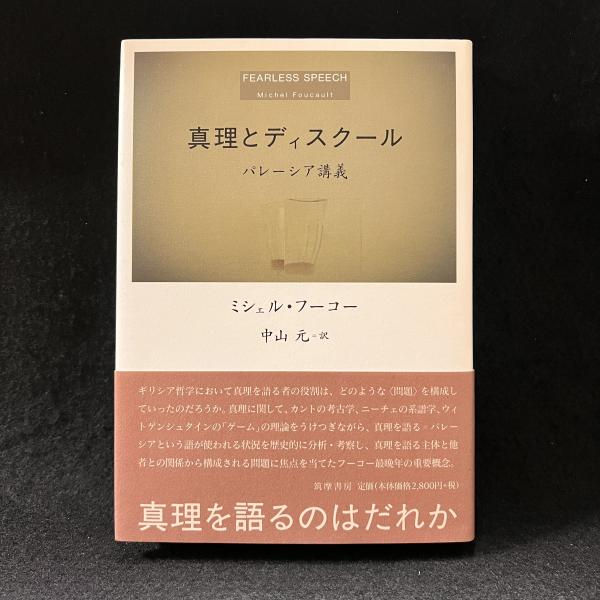 FEARLESS SPEECH
Michel Foucault
真理とディスクール
パレーシア講義
ミシェル・フーコー
中山 元=訳
ギリシア哲学において真理を語る者の役割は、どのような〈問題〉を構成し
ていったのだろうか。真理に関して、カントの考古学、ニーチェの系譜学、ウィ
トゲンシュタインの「ゲーム」の理論をうけつぎながら、真理を語る=パレー
シアという語が使われる状況を歴史的に分析・考察し、真理を語る主体と他
者との関係から構成される問題に焦点を当てたフーコー最晩年の重要概念。
筑摩書房 定価(本体価格2,800円+税)
真理を語るのはだれか